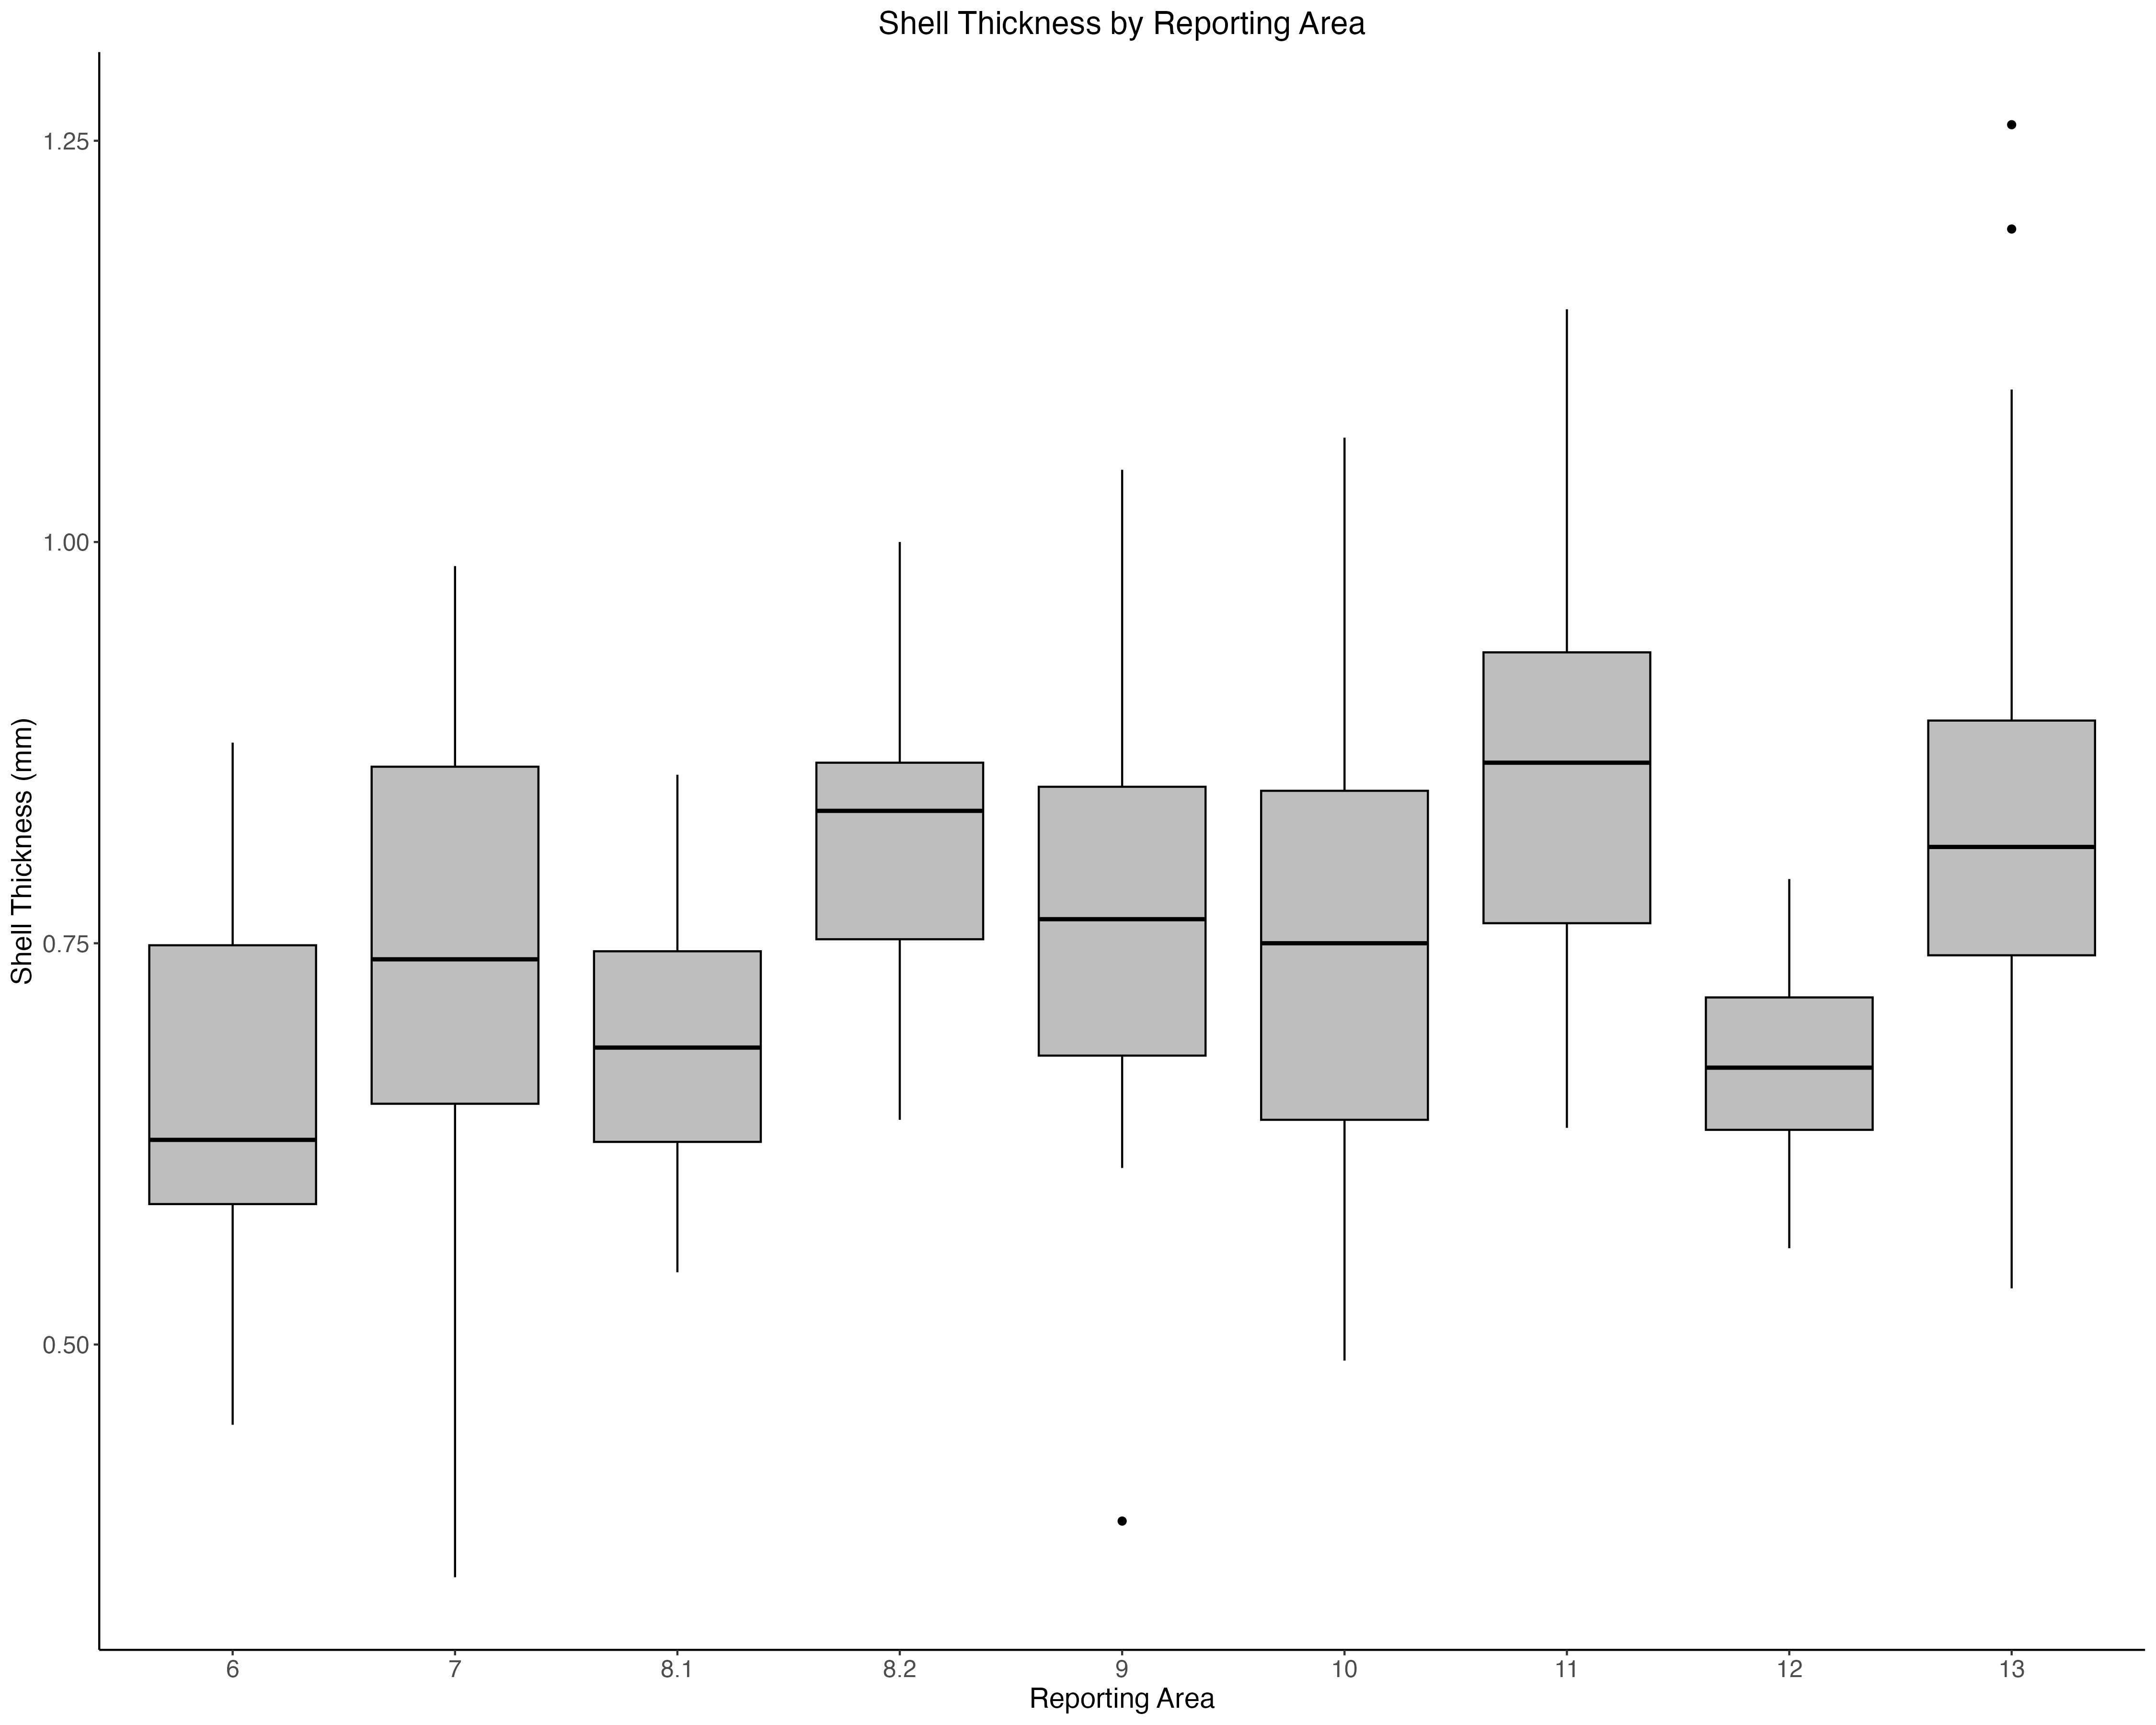 Shell Thickness by Reporting Area
Shell Thickness (mm)
1.25
1.00
0.75
0.50
6 7 8.1 8.2 9 10 11 12 13
Reporting Area